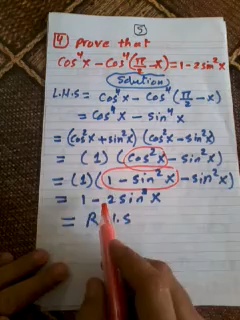 5
4 prove that
cos⁴x - cos⁴(π/2 - x) = 1 - 2sin²x
Solution
L.H.S = cos⁴x - cos⁴(π/2 - x)
= cos⁴x - sin⁴x
= (cos²x + sin²x) (cos²x - sin²x)
= (1) (cos²x - sin²x)
= (1) (1 - sin²x - sin²x)
= 1 - 2sin²x
= R.H.S